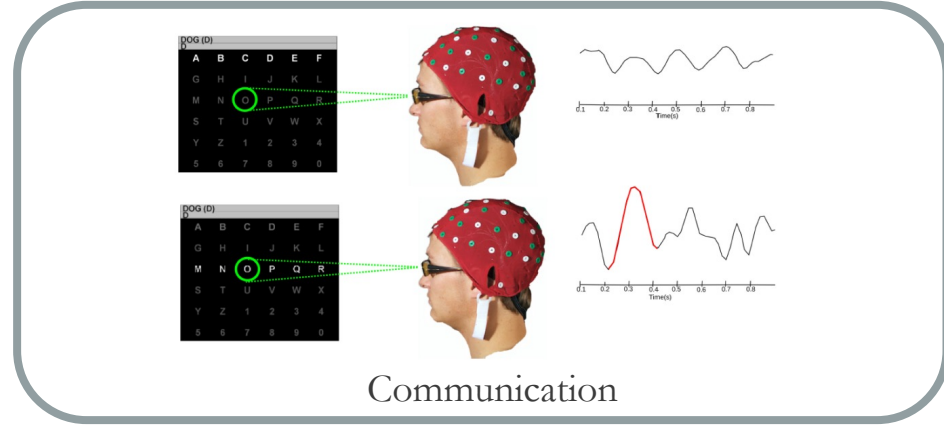 DOG (D)
D
A B C D E F
G H I J K L
M N O P Q R
S T U V W X
Y Z 1 2 3 4
5 6 7 8 9 0
0.1 0.2 0.3 0.4 0.5 0.6 0.7 0.8
Time(s)
DOG (D)
D
A B C D E F
G H I J K L
M N O P Q R
S T U V W X
Y Z 1 2 3 4
5 6 7 8 9 0
0.1 0.2 0.3 0.4 0.5 0.6 0.7 0.8
Time(s)
Communication